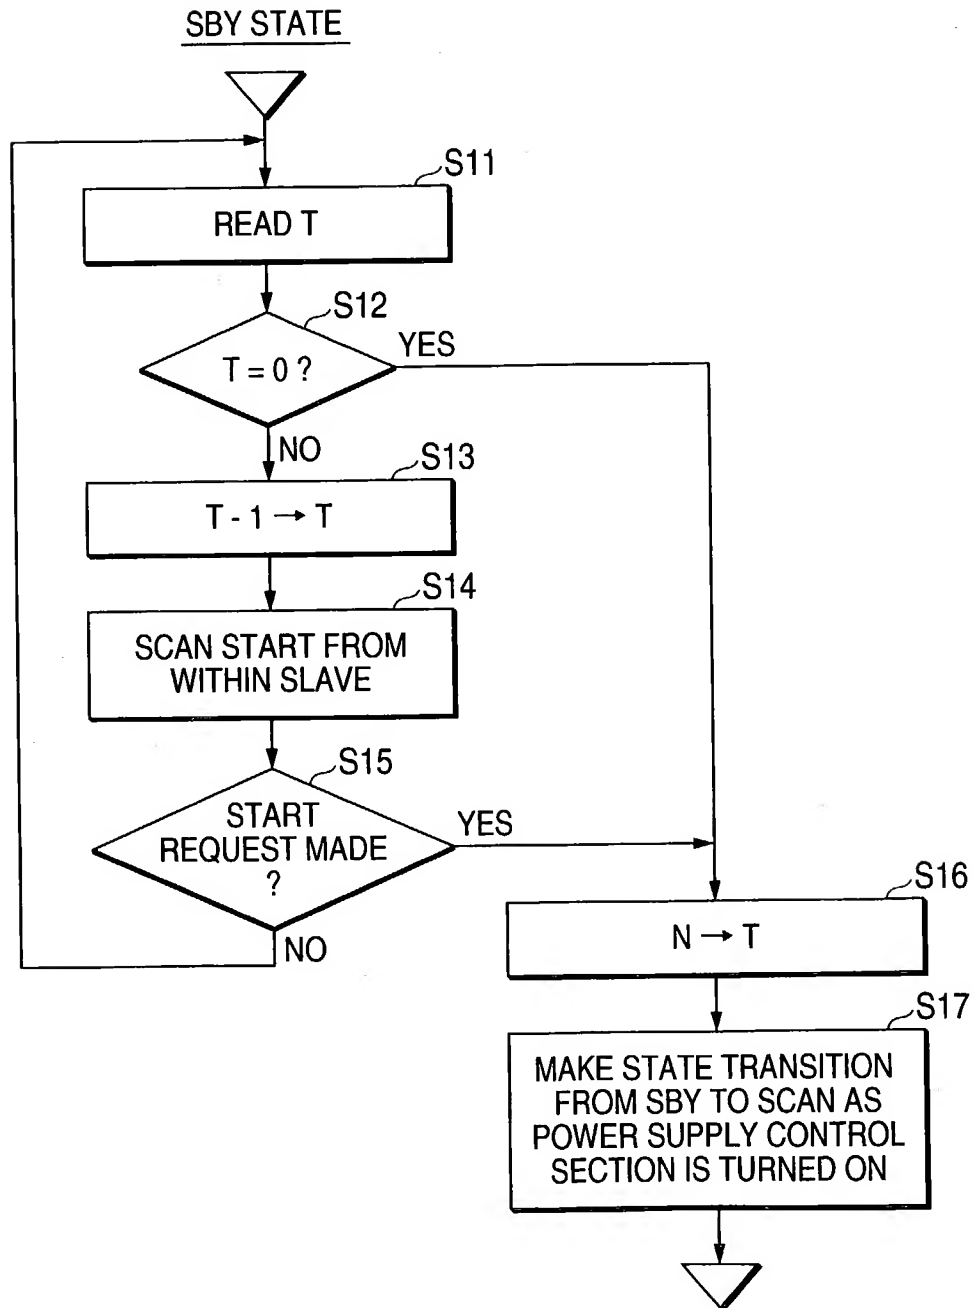 SBY STATE
S11
READ T
S12
T = 0 ?
YES
NO
S13
T - 1 → T
S14
SCAN START FROM
WITHIN SLAVE
S15
START
REQUEST MADE
?
YES
NO
S16
N → T
S17
MAKE STATE TRANSITION
FROM SBY TO SCAN AS
POWER SUPPLY CONTROL
SECTION IS TURNED ON